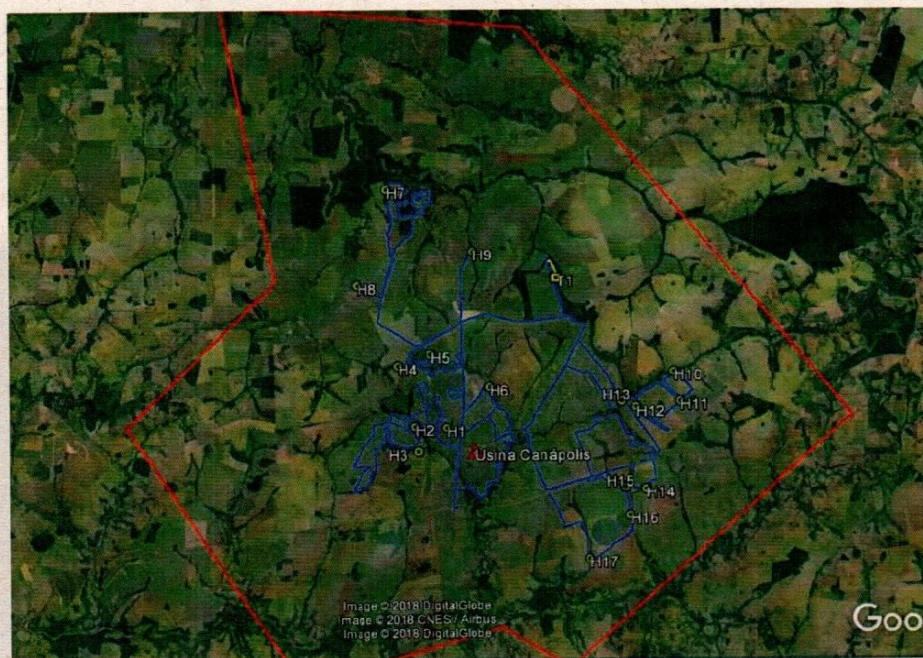 H7
H9
T1
H8
H5
H4
H6
H10
H13
H11
H12
H2
H1
H3
Usina Canápolis
H15
H14
H16
H17
Image © 2018 DigitalGlobe
Image © 2018 CNES / Airbus
Image © 2018 DigitalGlobe
Goo